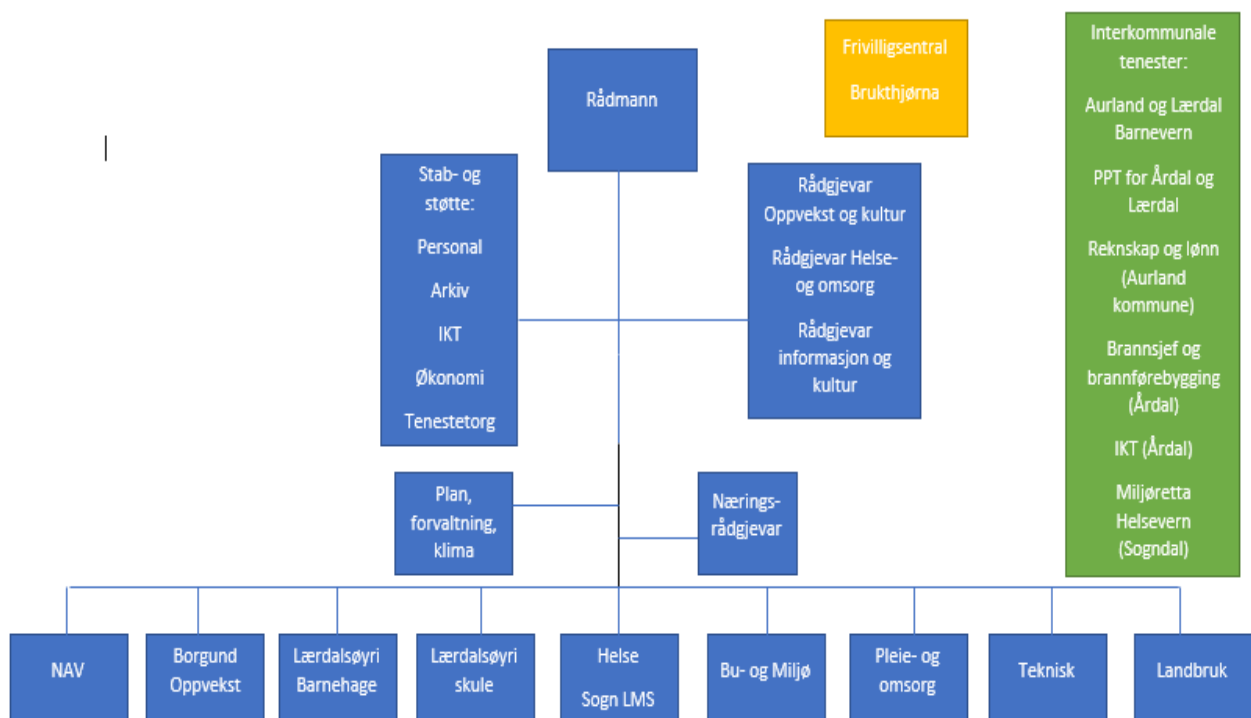 Rådmann
Frivilligsentral
Brukthjørna
Interkommunale
tenester:
Aurland og Lærdal
Barnevern
PPT for Årdal og
Lærdal
Reknskap og lønn
(Aurland
kommune)
Brannsjef og
brannførebygging
(Årdal)
IKT (Årdal)
Miljøretta
Helsevern
(Sogndal)
Stab- og
støtte:
Personal
Arkiv
IKT
Økonomi
Tenestetorg
Rådgjevar
Oppvekst og kultur
Rådgjevar Helse-
og omsorg
Rådgjevar
informasjon og
kultur
Plan,
forvaltning,
klima
Nærings-
rådgjevar
NAV
Borgund
Oppvekst
Lærdalsøyri
Barnehage
Lærdalsøyri
skule
Helse
Sogn LMS
Bu- og Miljø
Pleie- og
omsorg
Teknisk
Landbruk